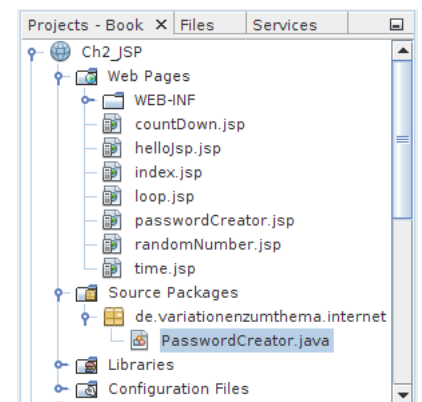 Projects - Book X Files Services
Ch2_JSP
Web Pages
WEB-INF
countDown.jsp
helloJsp.jsp
index.jsp
loop.jsp
passwordCreator.jsp
randomNumber.jsp
time.jsp
Source Packages
de.variationenzumthema.internet
PasswordCreator.java
Libraries
Configuration Files